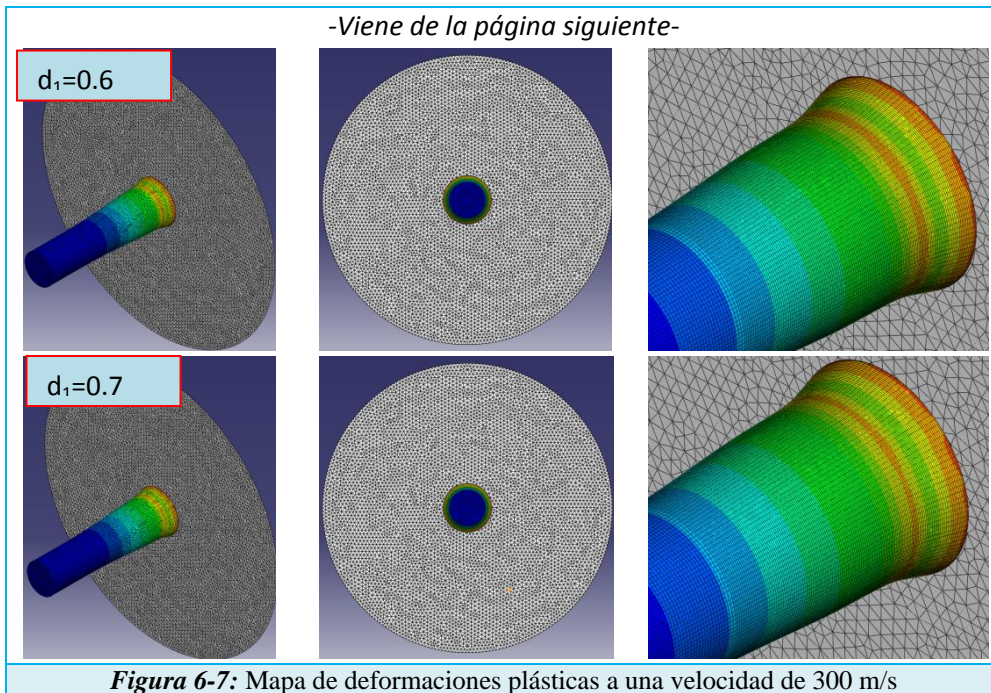 -Viene de la página siguiente-
d₁=0.6
d₁=0.7
Figura 6-7: Mapa de deformaciones plásticas a una velocidad de 300 m/s